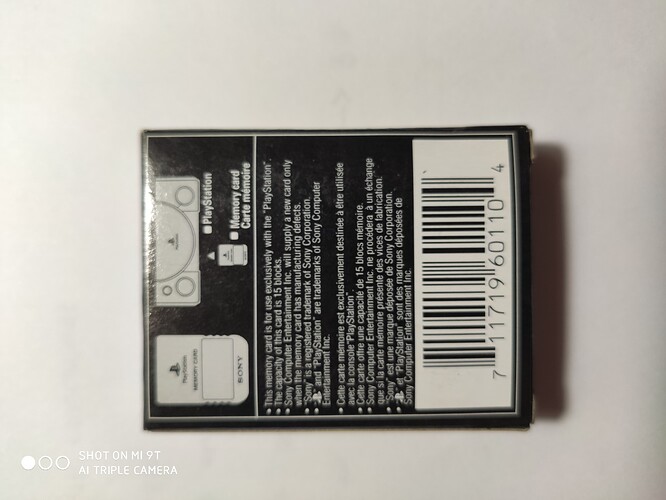 PlayStation
Memory card
Carte mémoire
PlayStation
MEMORY CARD
SONY
• This memory card is for use exclusively with the "PlayStation".
• The capacity of this card is 15 blocks.
• Sony Computer Entertainment Inc. will supply a new card only
when the memory card has manufacturing defects.
"Sony" is a registered trademark of Sony Corporation.
and "PlayStation" are trademarks of Sony Computer
Entertainment Inc.
• Cette carte mémoire est exclusivement destinée à être utilisée
avec la console "PlayStation".
• Cette carte offre une capacité de 15 blocs mémoire.
• Sony Computer Entertainment Inc. ne procédera à un échange
que si la carte mémoire présente des vices de fabrication.
"Sony" est une marque déposée de Sony Corporation.
et "PlayStation" sont des marques déposées de
Sony Computer Entertainment Inc.
7 11719 60110 4
SHOT ON MI 9T
AI TRIPLE CAMERA